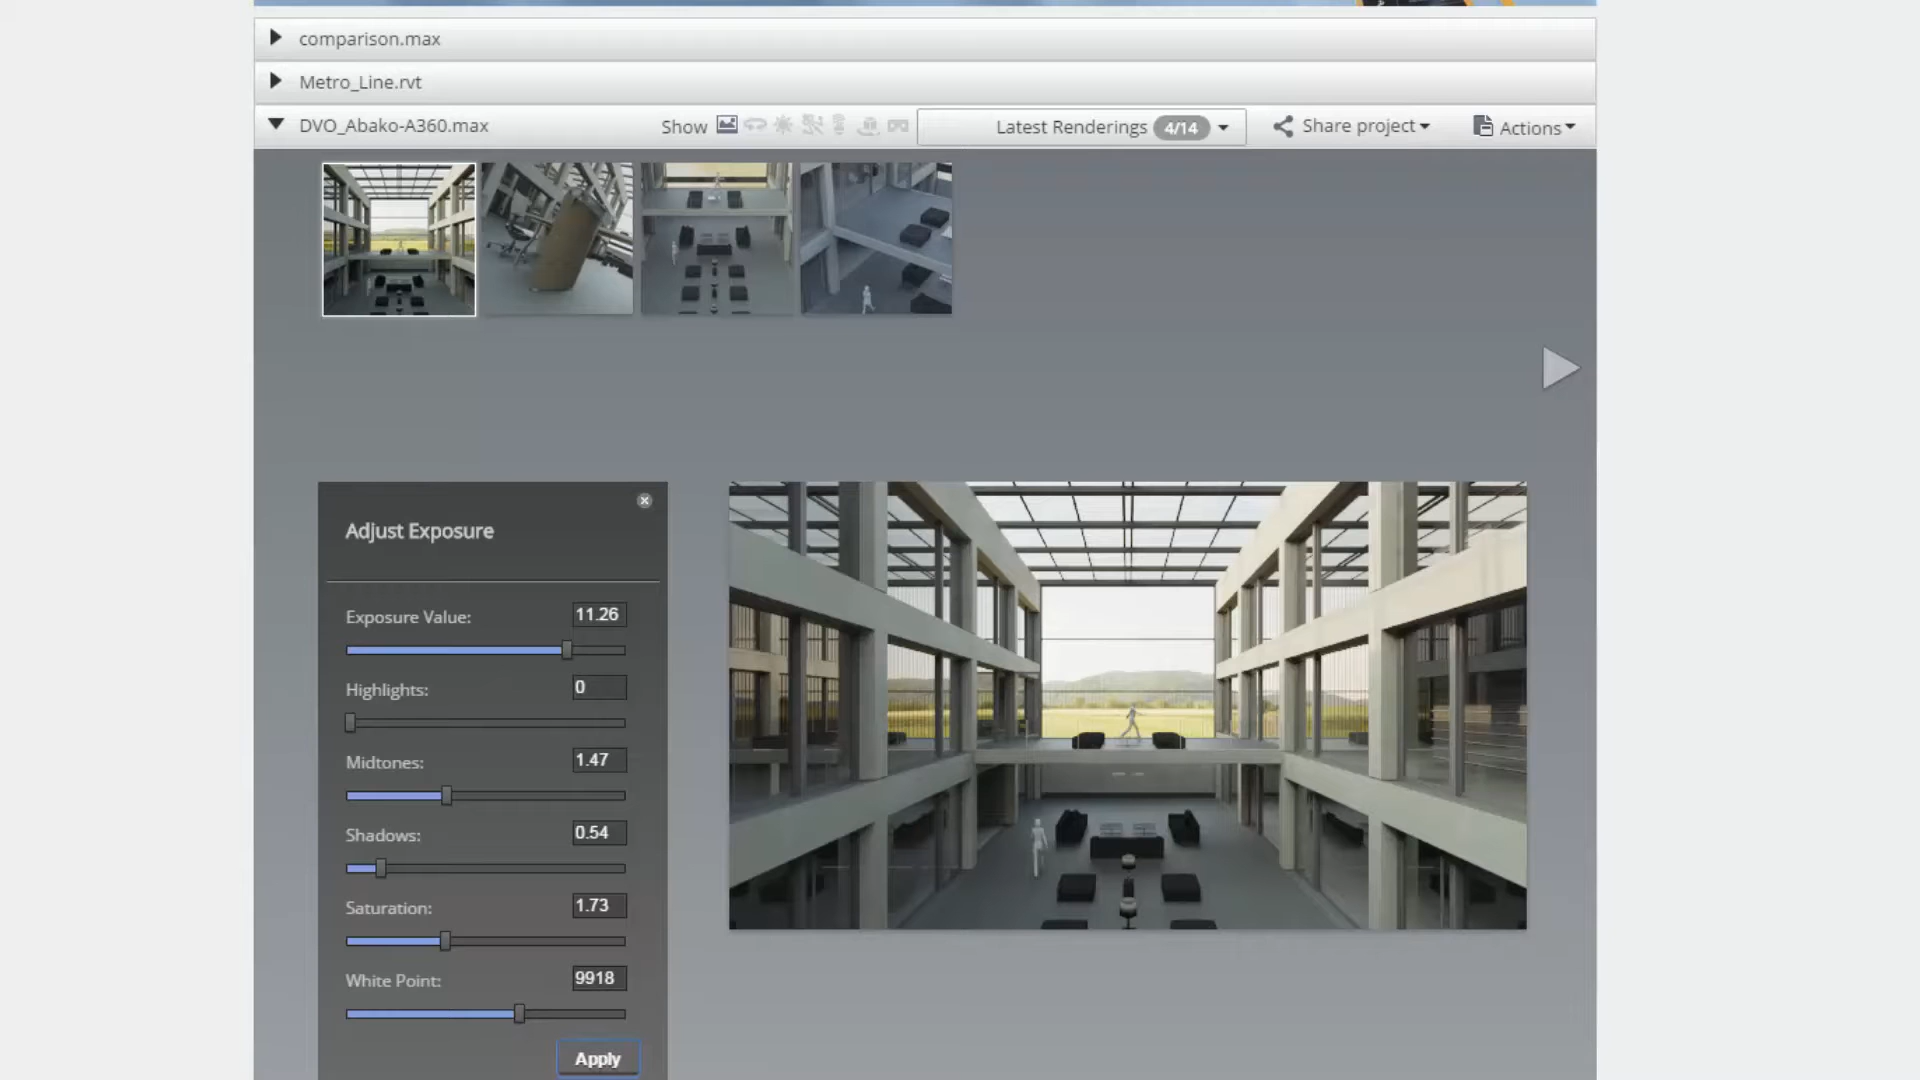 comparison.max
Metro_Line.rvt
DVO_Abako-A360.max Show Latest Renderings 4/14 Share project Actions
Adjust Exposure
Exposure Value: 11.26
Highlights: 0
Midtones: 1.47
Shadows: 0.54
Saturation: 1.73
White Point: 9918
Apply